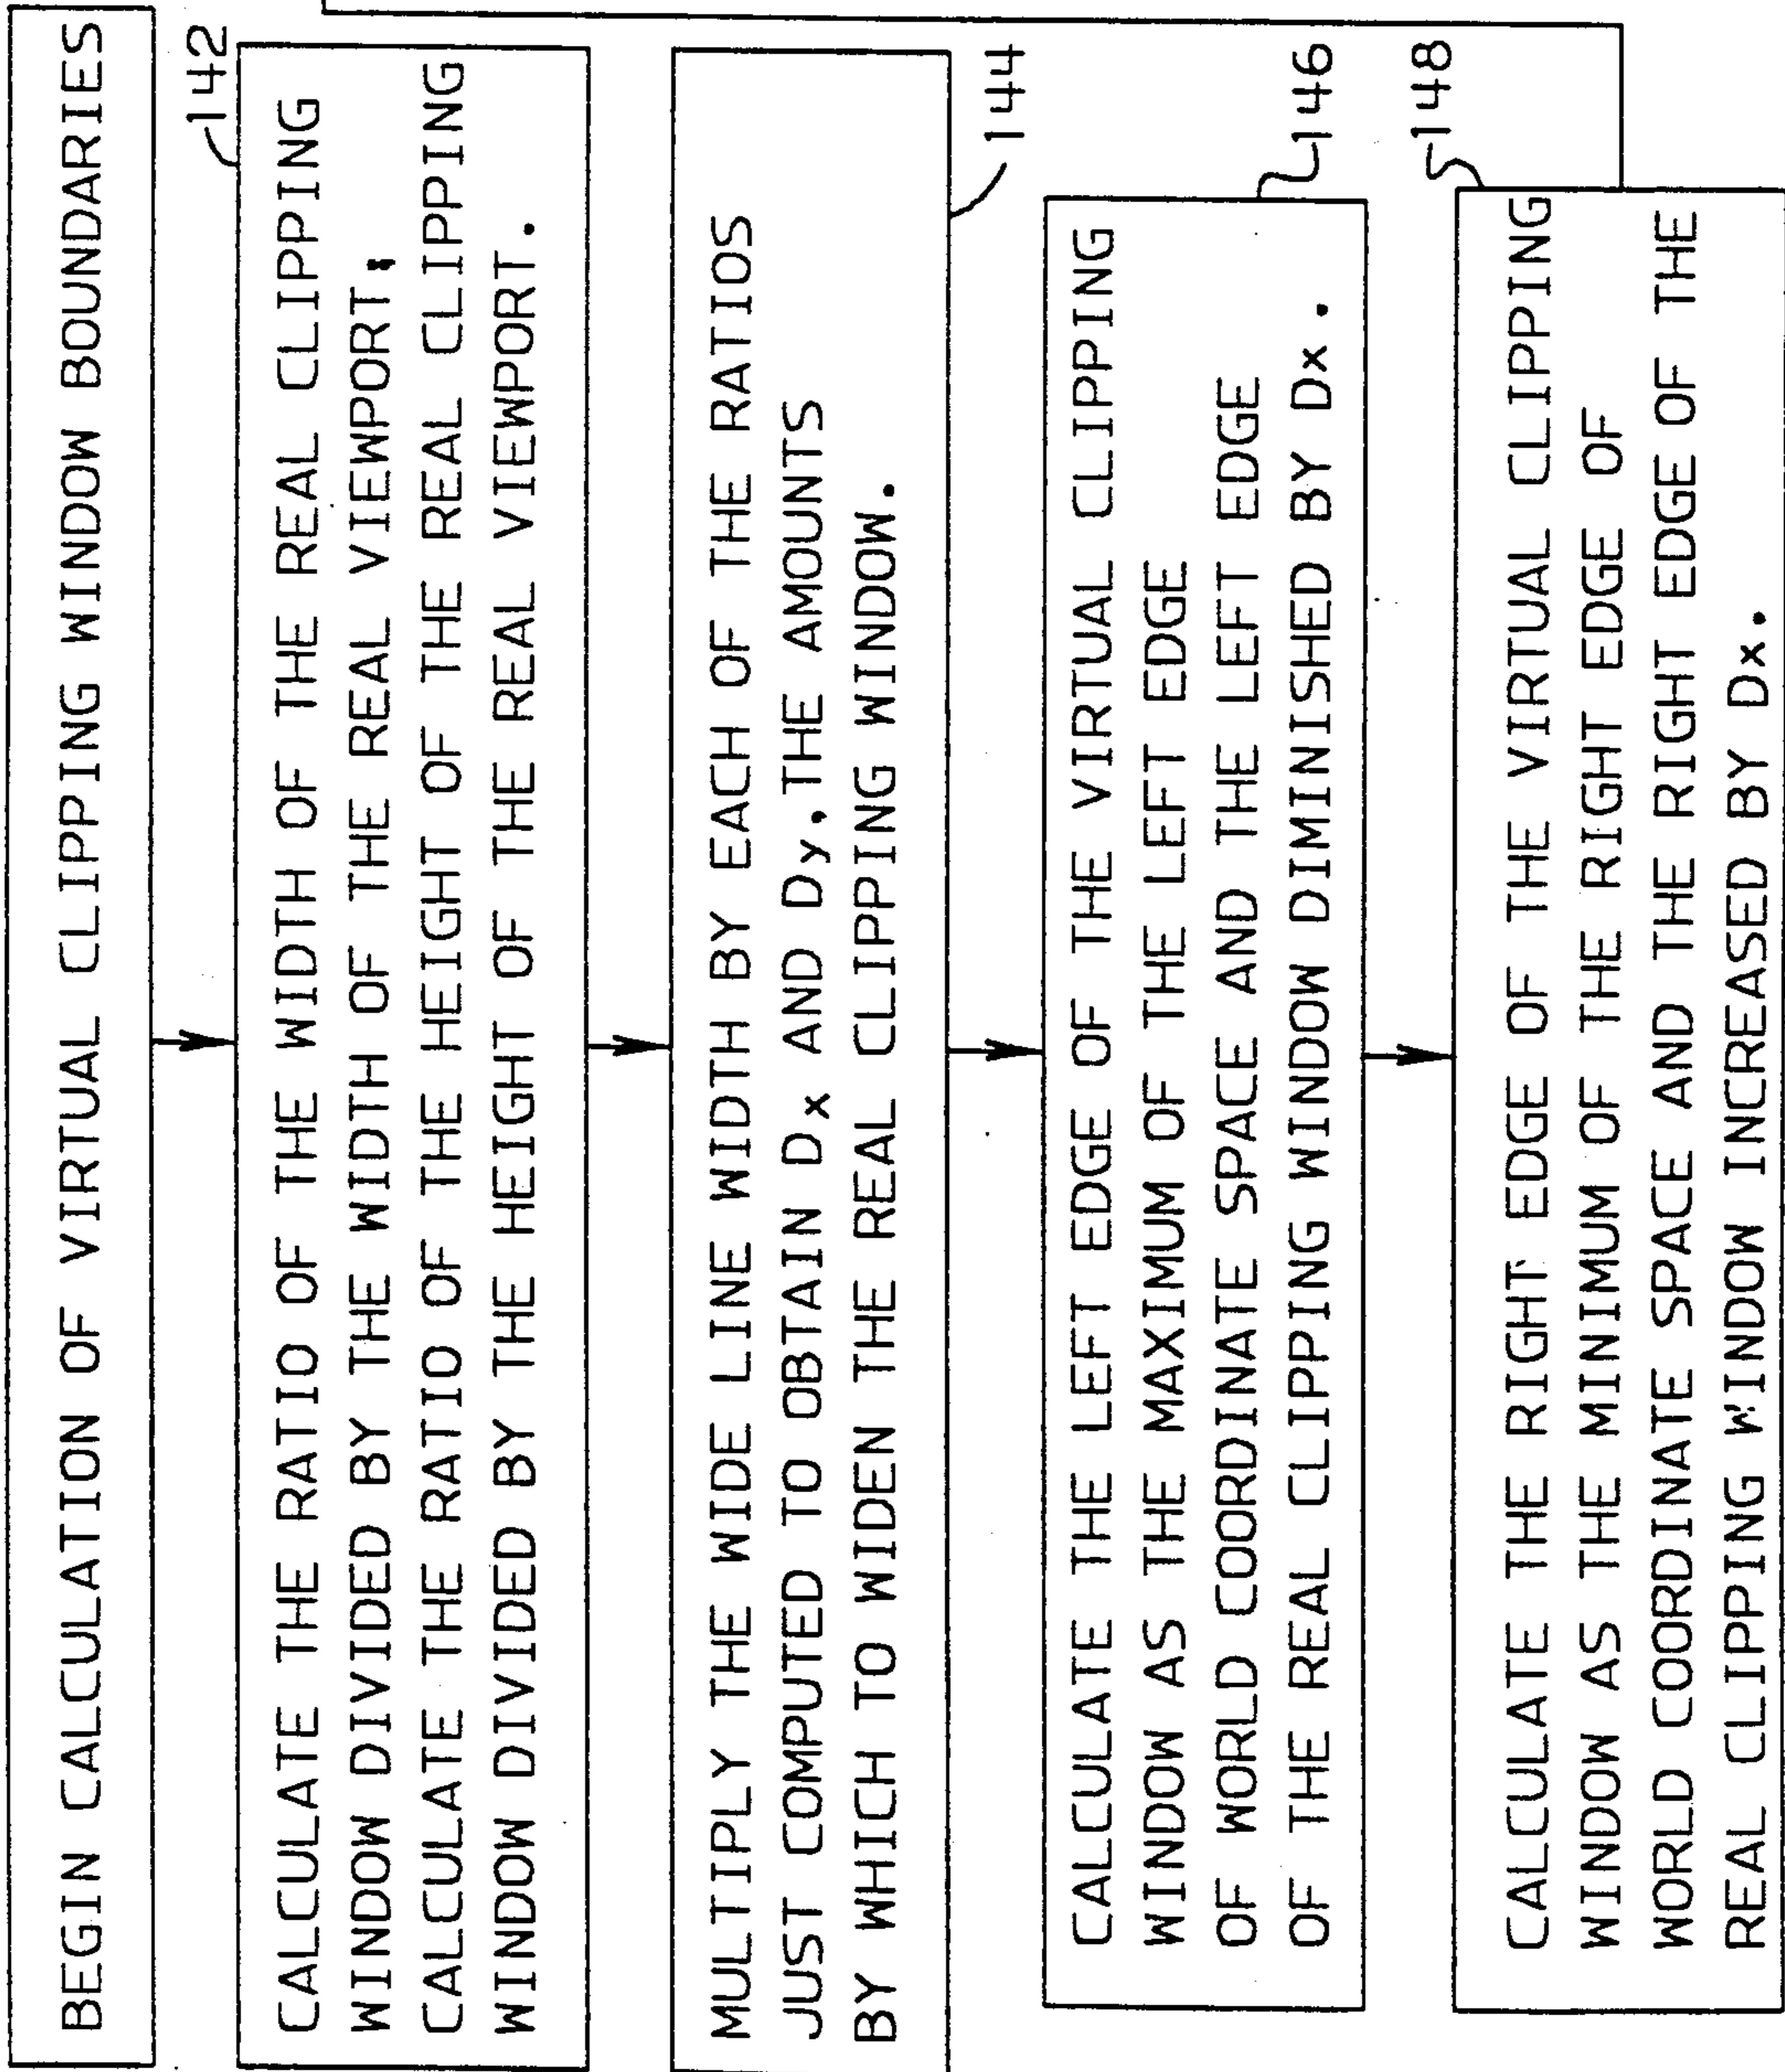 BEGIN CALCULATION OF VIRTUAL CLIPPING WINDOW BOUNDARIES
142
CALCULATE THE RATIO OF THE WIDTH OF THE REAL CLIPPING
WINDOW DIVIDED BY THE WIDTH OF THE REAL VIEWPORT;
CALCULATE THE RATIO OF THE HEIGHT OF THE REAL CLIPPING
WINDOW DIVIDED BY THE HEIGHT OF THE REAL VIEWPORT.
MULTIPLY THE WIDE LINE WIDTH BY EACH OF THE RATIOS
JUST COMPUTED TO OBTAIN Dx AND Dy, THE AMOUNTS
BY WHICH TO WIDEN THE REAL CLIPPING WINDOW.
144
CALCULATE THE LEFT EDGE OF THE VIRTUAL CLIPPING
WINDOW AS THE MAXIMUM OF THE LEFT EDGE
OF WORLD COORDINATE SPACE AND THE LEFT EDGE
OF THE REAL CLIPPING WINDOW DIMINISHED BY Dx.
146
148
CALCULATE THE RIGHT EDGE OF THE VIRTUAL CLIPPING
WINDOW AS THE MINIMUM OF THE RIGHT EDGE OF
WORLD COORDINATE SPACE AND THE RIGHT EDGE OF THE
REAL CLIPPING WINDOW INCREASED BY Dx.